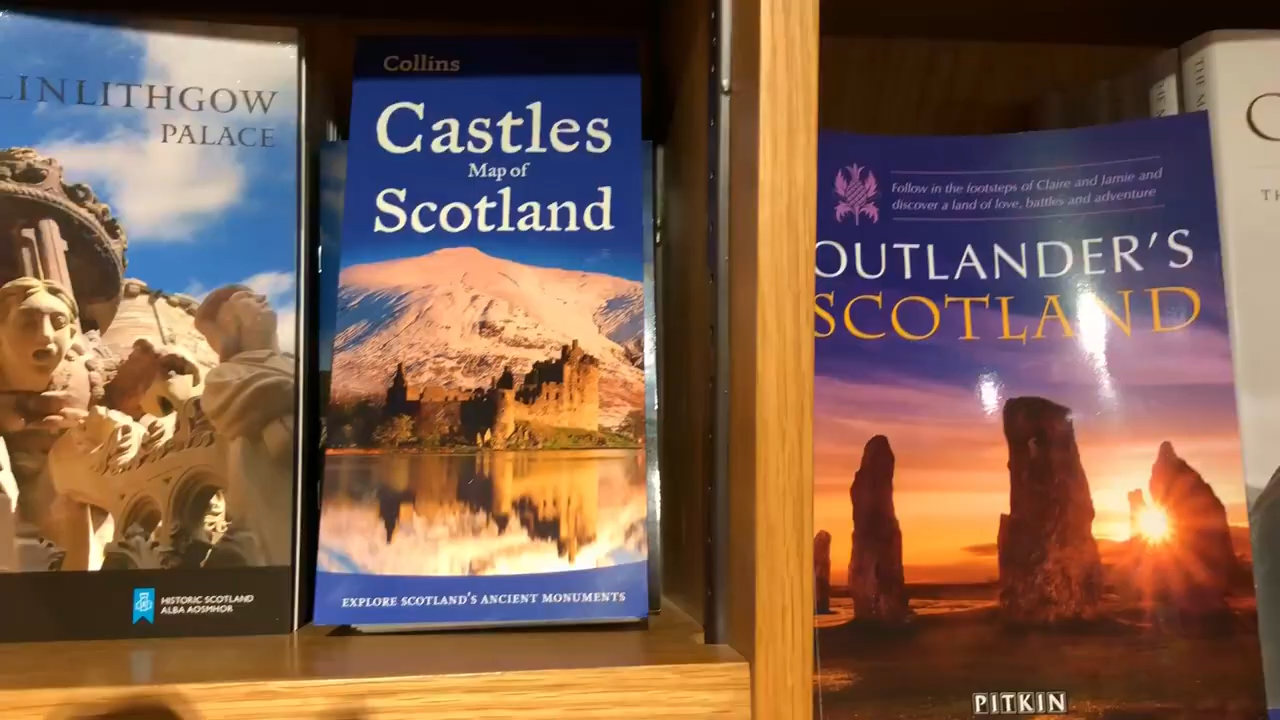 LINLITHGOW
PALACE
HISTORIC SCOTLAND
ALBA AOSMHOR
Collins
Castles
Map of
Scotland
EXPLORE SCOTLAND'S ANCIENT MONUMENTS
Follow in the footsteps of Claire and Jamie and
discover a land of love, battles and adventure
OUTLANDER'S
SCOTLAND
PITKIN